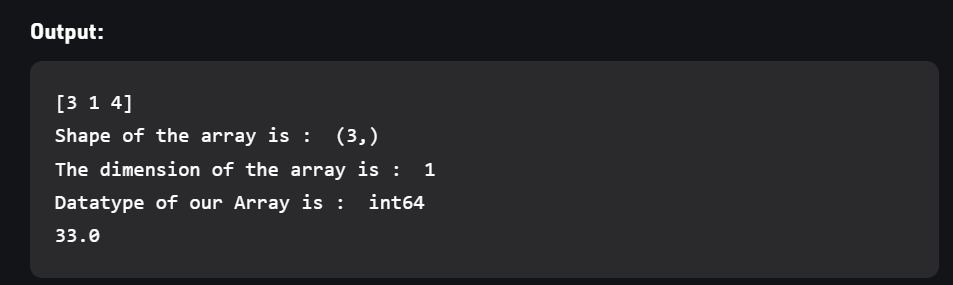 Output:
[3 1 4]
Shape of the array is :  (3,)
The dimension of the array is :  1
Datatype of our Array is :  int64
33.0